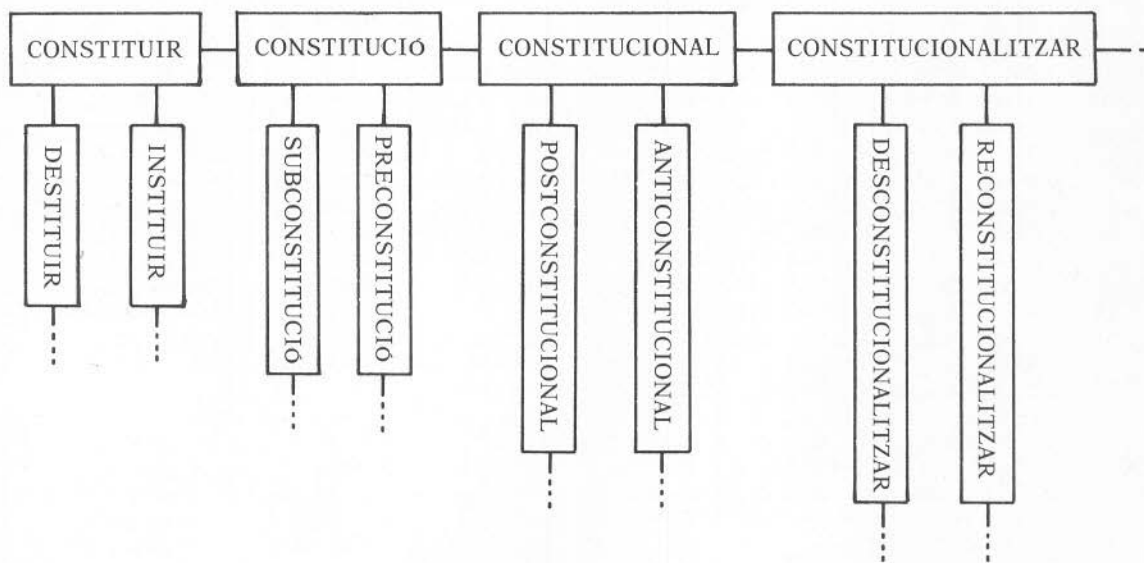 CONSTITUIR
CONSTITUCIÓ
CONSTITUCIONAL
CONSTITUCIONALITZAR
DESTITUIR
INSTITUIR
SUBCONSTITUCIÓ
PRECONSTITUCIÓ
POSTCONSTITUCIONAL
ANTICONSTITUCIONAL
DESCONSTITUCIONALITZAR
RECONSTITUCIONALITZAR